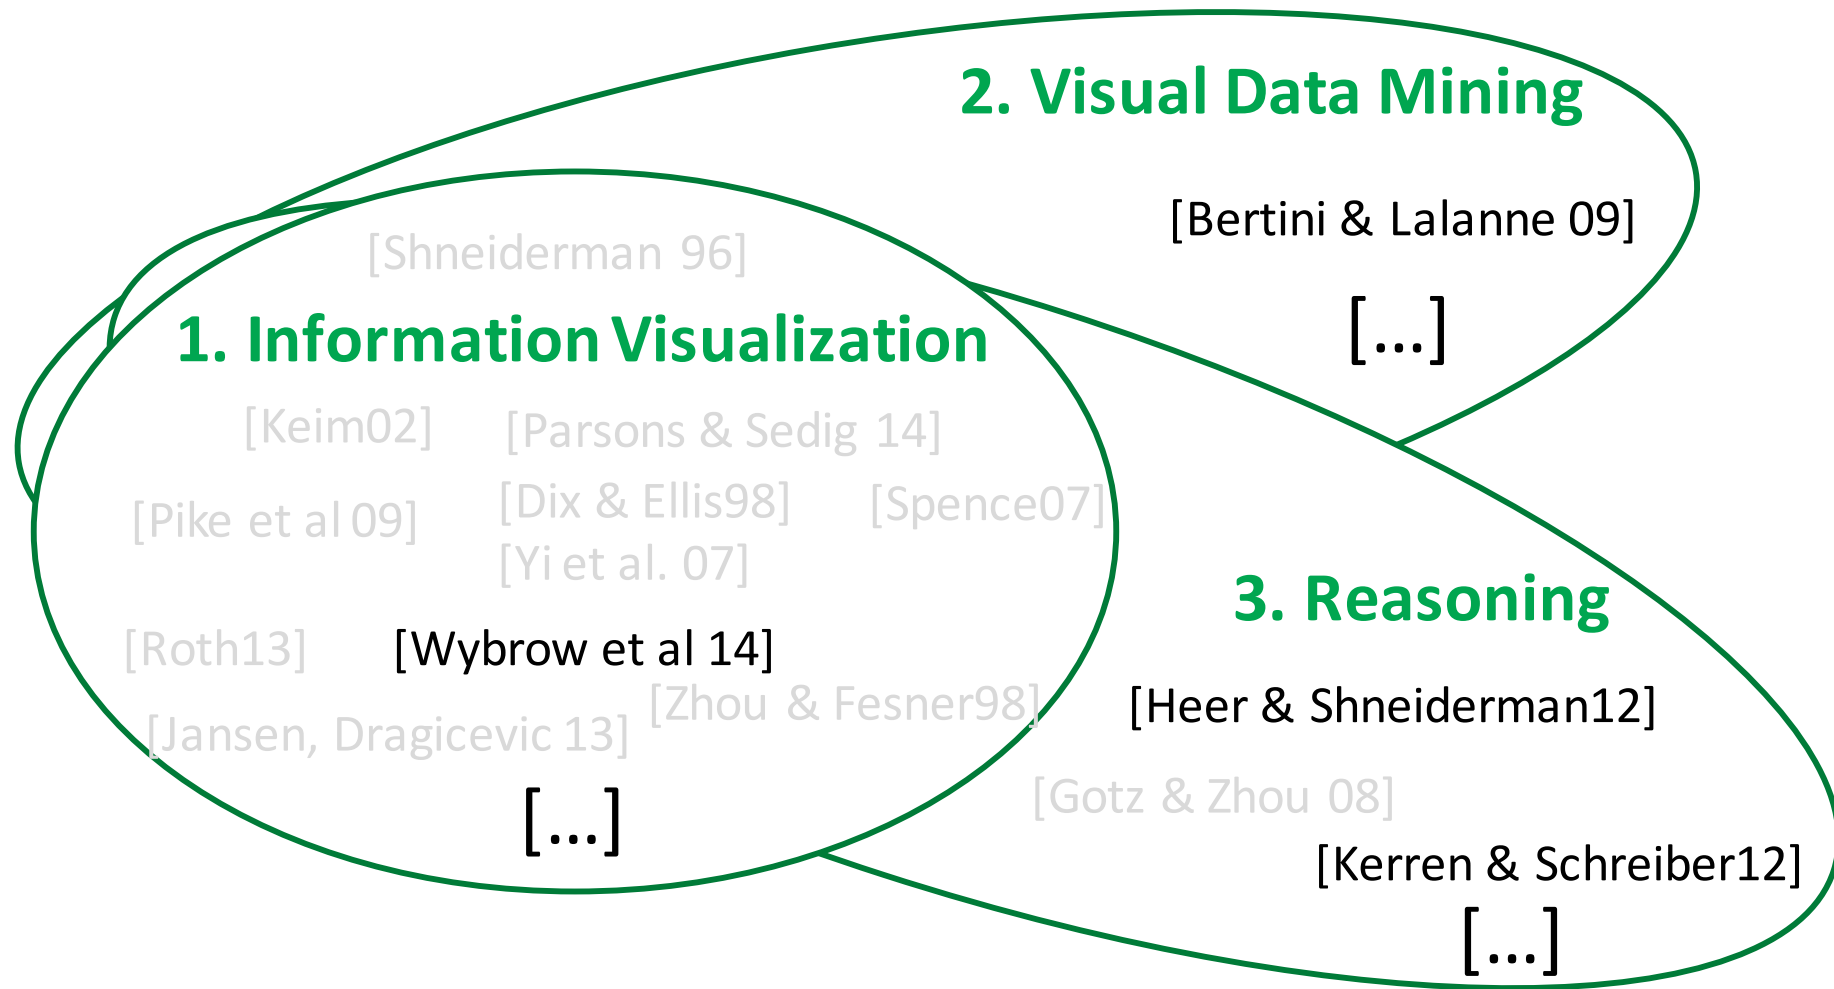 2. Visual Data Mining
[Bertini & Lalanne 09]
[...]
[Shneiderman 96]
1. Information Visualization
[Keim02]
[Parsons & Sedig 14]
[Pike et al 09]
[Dix & Ellis98]
[Spence07]
[Yi et al. 07]
[Roth13]
[Wybrow et al 14]
[Jansen, Dragicevic 13]
[Zhou & Fesner98]
[...]
3. Reasoning
[Heer & Shneiderman12]
[Gotz & Zhou 08]
[Kerren & Schreiber12]
[...]